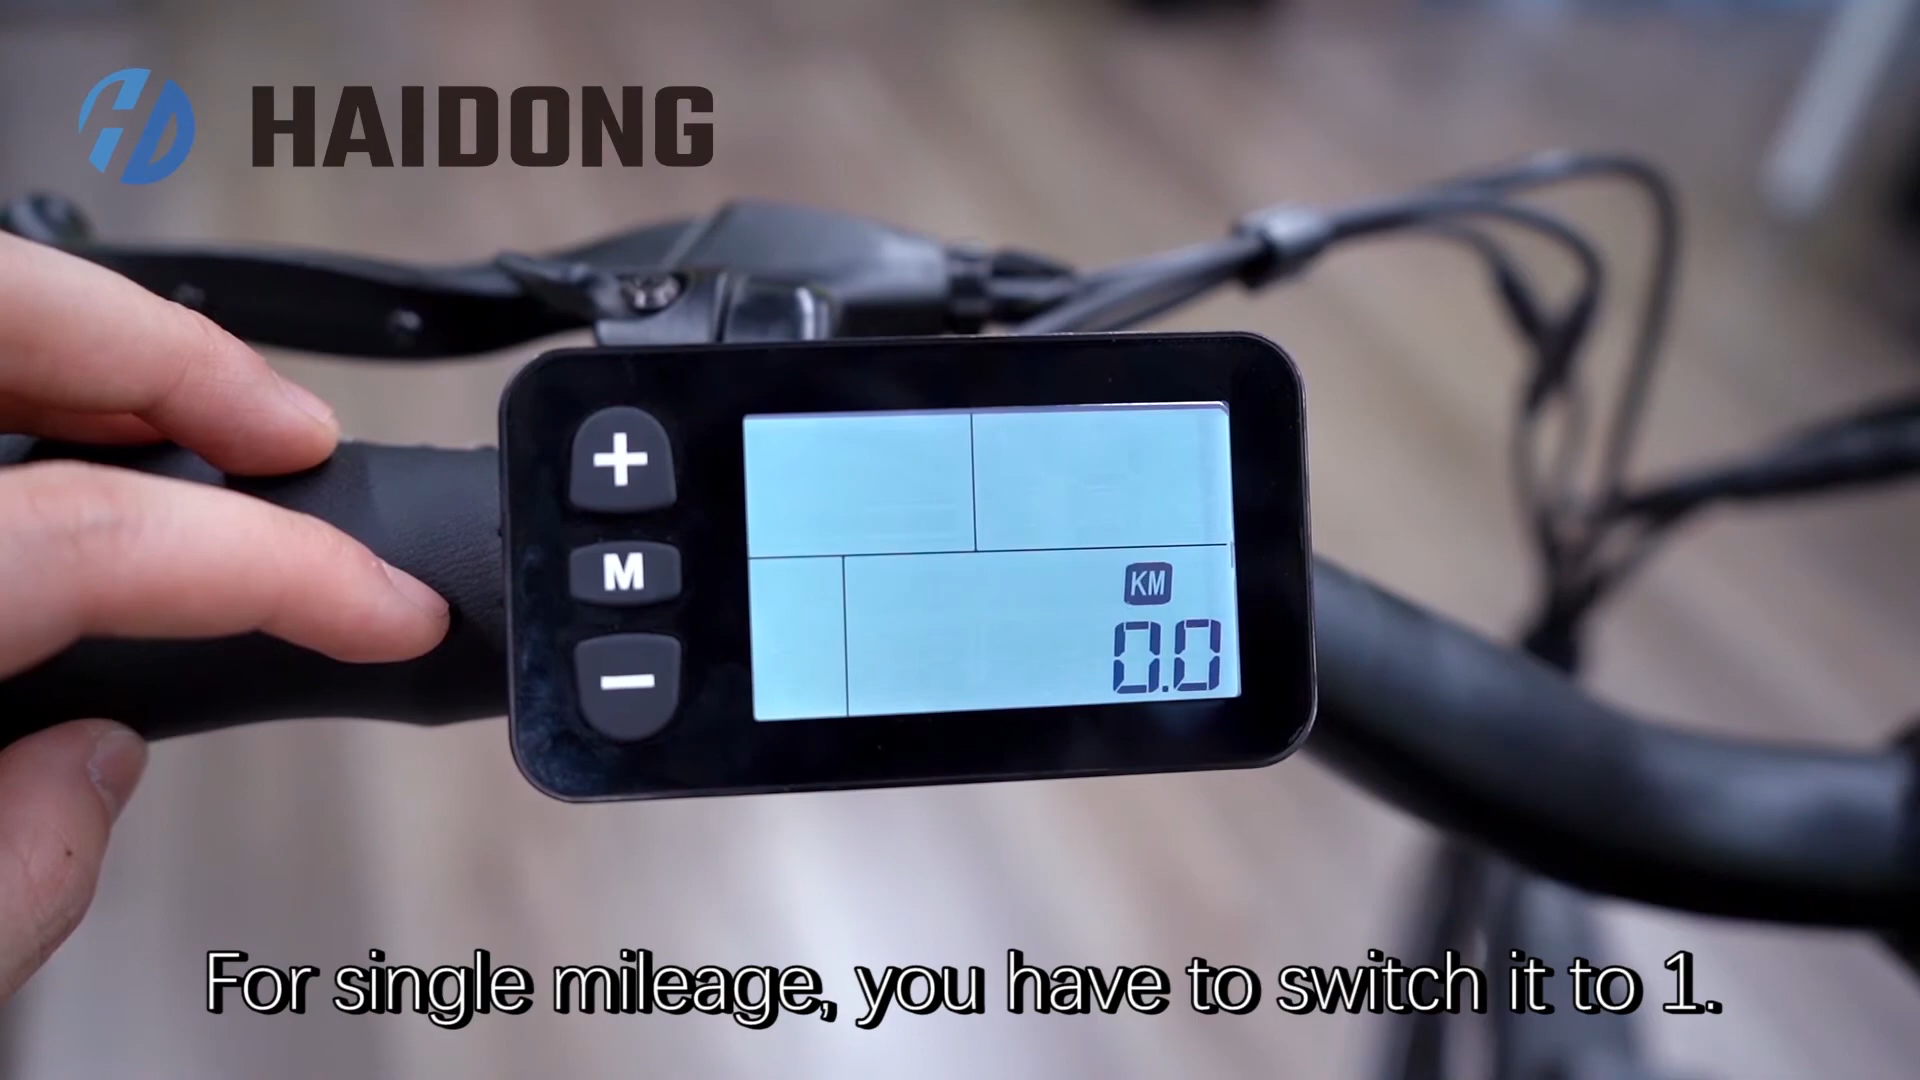 HAIDONG
+
M
KM
0.0
−
For single mileage, you have to switch it to 1.